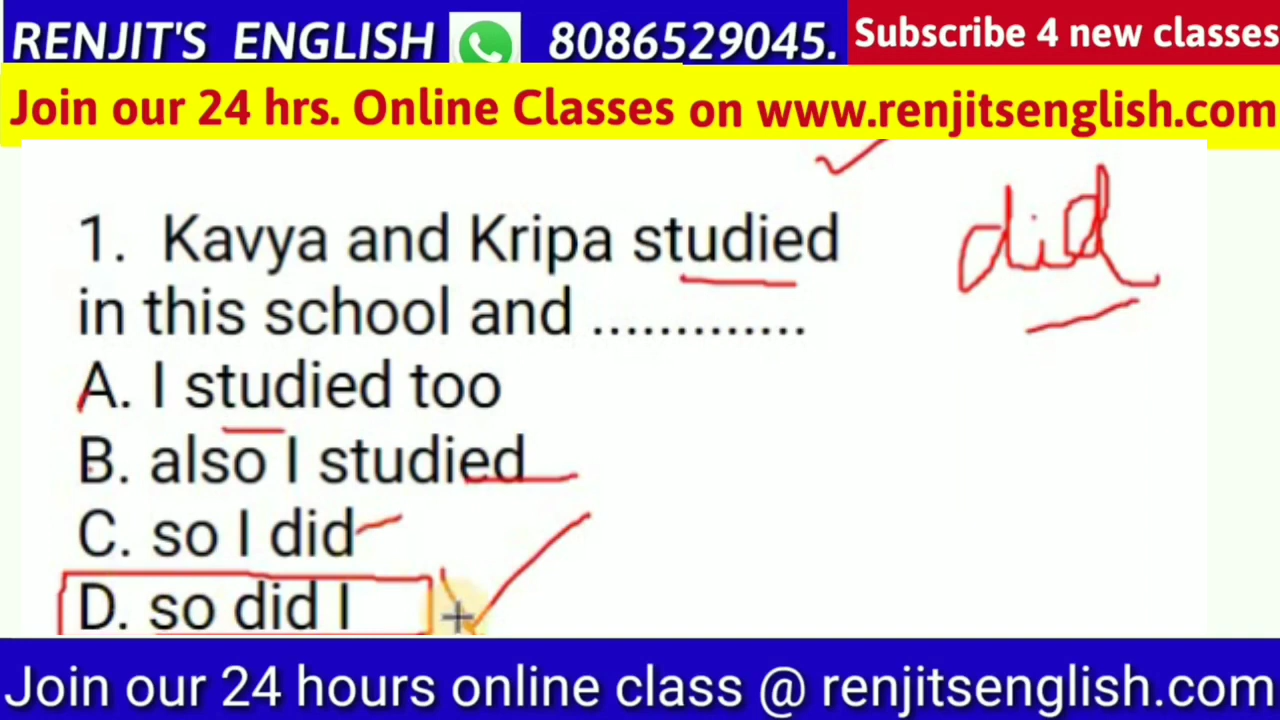 RENJIT'S ENGLISH 8086529045. Subscribe 4 new classes
Join our 24 hrs. Online Classes on www.renjitsenglish.com
did
1. Kavya and Kripa studied
in this school and .............
A. I studied too
B. also I studied
C. so I did
D. so did I
Join our 24 hours online class @ renjitsenglish.com